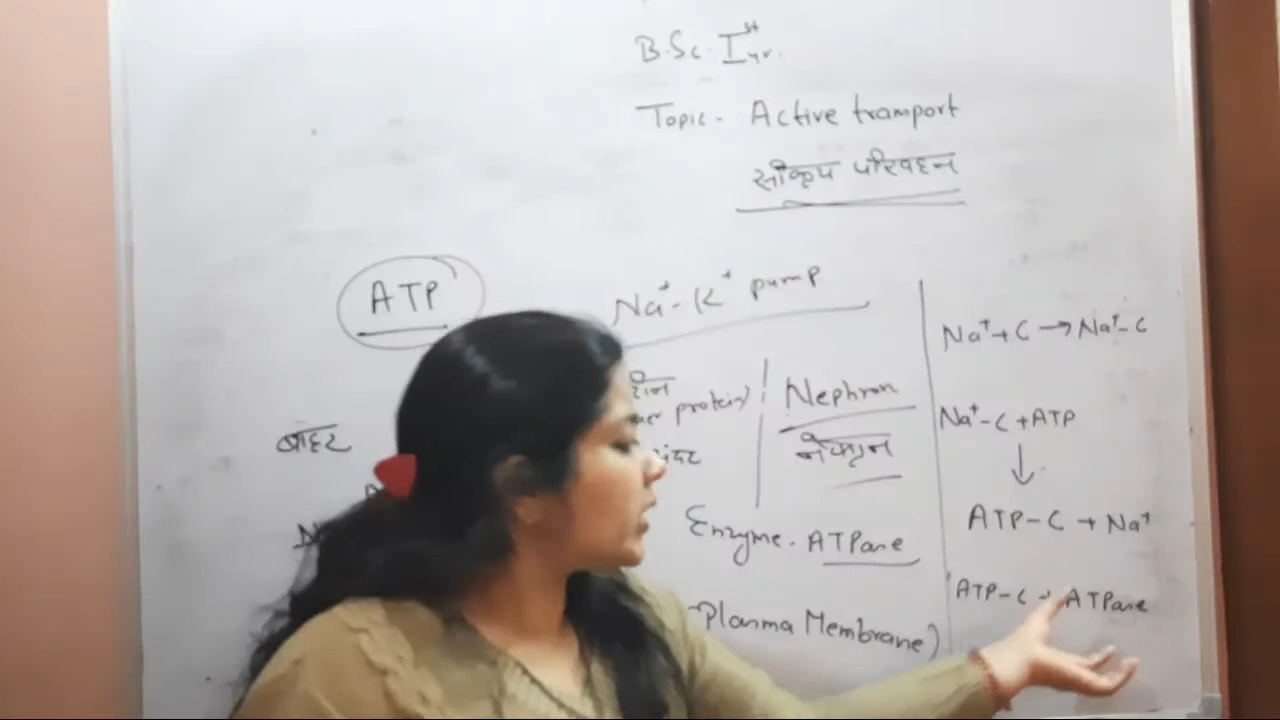 B.Sc. Ist yr.
Topic - Active transport
सक्रिय परिवहन
ATP
Na+- K+ pump
protein)
बाहर
Nephron
नेफ्रान
Enzyme - ATPase
Plasma Membrane)
Na+ + C → Na+-C
Na+-C + ATP
↓
ATP-C + Na+
ATP-C + ATPase